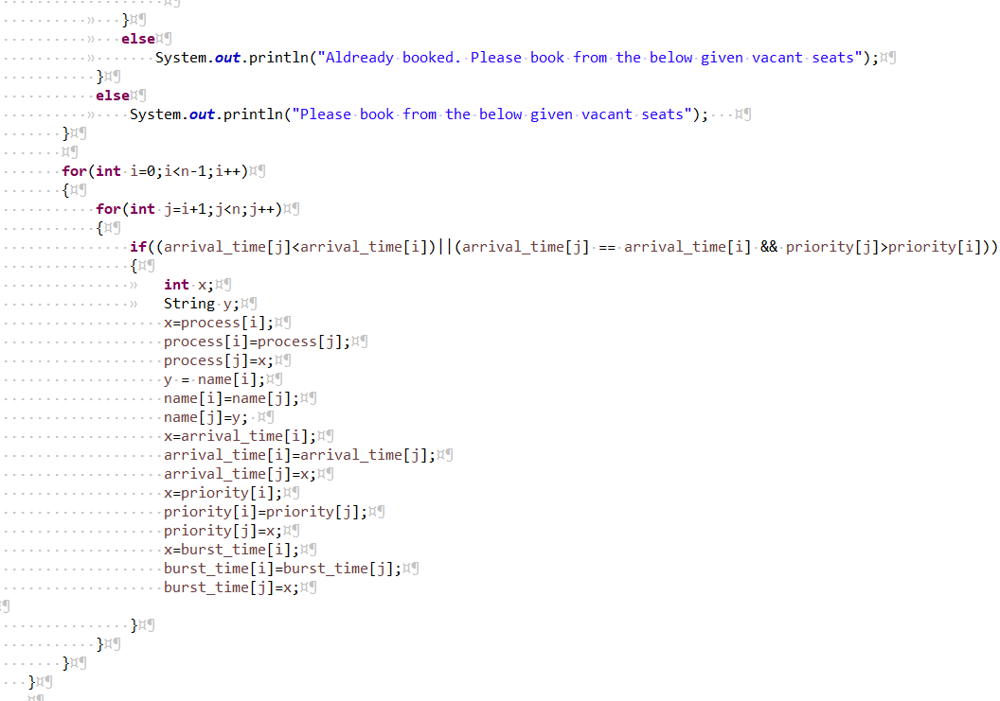 }
else
System.out.println("Aldready booked. Please book from the below given vacant seats");
}
else
System.out.println("Please book from the below given vacant seats");
}
for(int i=0;i<n-1;i++)
{
for(int j=i+1;j<n;j++)
{
if((arrival_time[j]<arrival_time[i])||(arrival_time[j] == arrival_time[i] && priority[j]>priority[i]))
{
int x;
String y;
x=process[i];
process[i]=process[j];
process[j]=x;
y = name[i];
name[i]=name[j];
name[j]=y;
x=arrival_time[i];
arrival_time[i]=arrival_time[j];
arrival_time[j]=x;
x=priority[i];
priority[i]=priority[j];
priority[j]=x;
x=burst_time[i];
burst_time[i]=burst_time[j];
burst_time[j]=x;
}
}
}
}